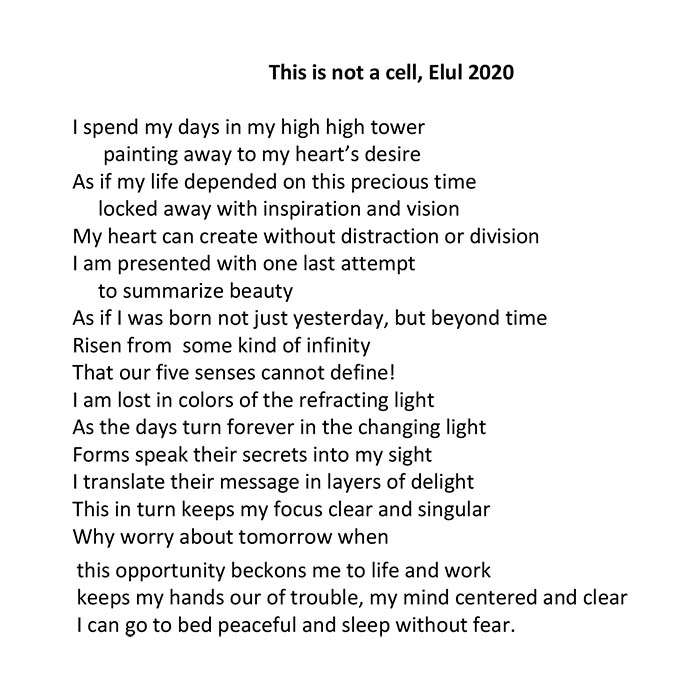 This is not a cell, Elul 2020
I spend my days in my high high tower
painting away to my heart’s desire
As if my life depended on this precious time
locked away with inspiration and vision
My heart can create without distraction or division
I am presented with one last attempt
to summarize beauty
As if I was born not just yesterday, but beyond time
Risen from  some kind of infinity
That our five senses cannot define!
I am lost in colors of the refracting light
As the days turn forever in the changing light
Forms speak their secrets into my sight
I translate their message in layers of delight
This in turn keeps my focus clear and singular
Why worry about tomorrow when
this opportunity beckons me to life and work
keeps my hands our of trouble, my mind centered and clear
I can go to bed peaceful and sleep without fear.